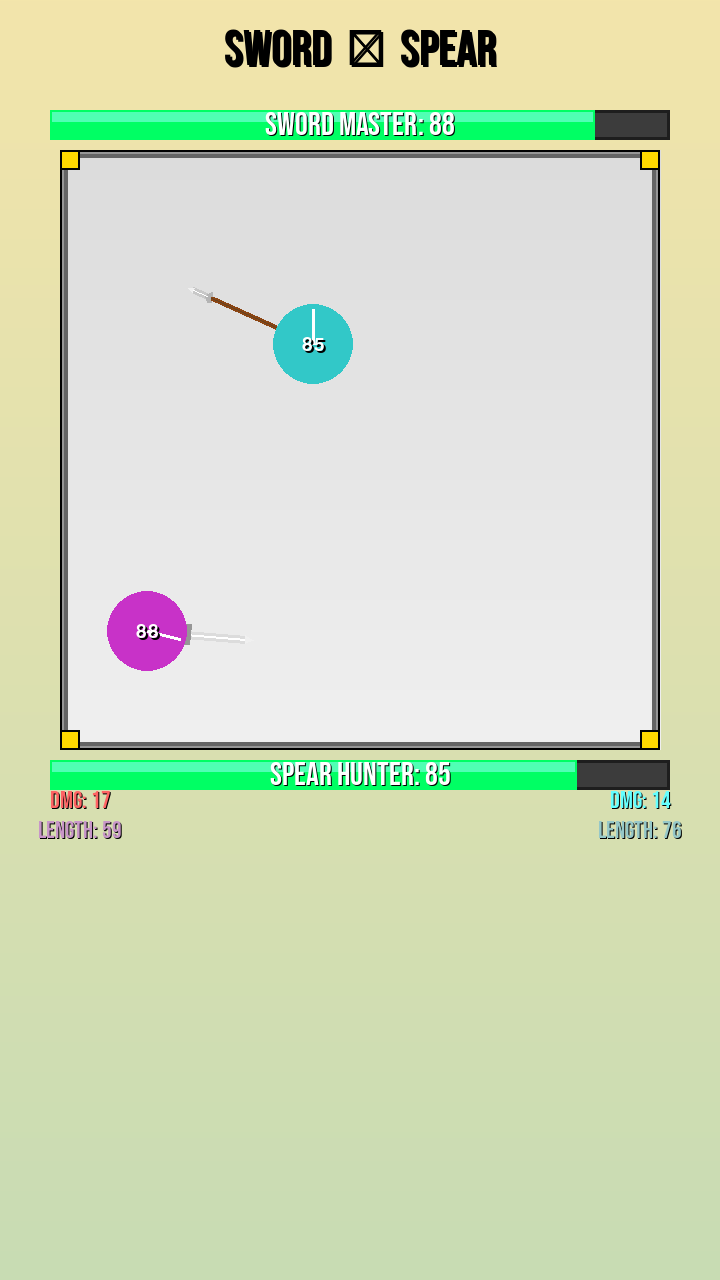 SWORD SPEAR
SWORD MASTER: 88
85
88
SPEAR HUNTER: 85
DMG: 17 DMG: 14
LENGTH: 59 LENGTH: 76